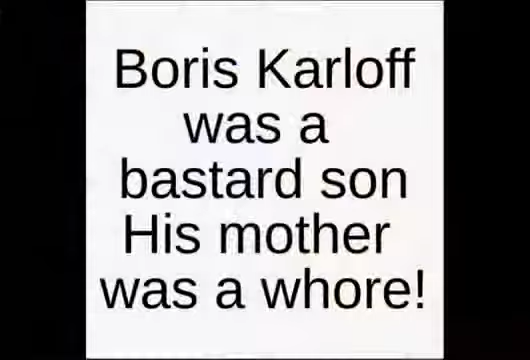 Boris Karloff
was a
bastard son
His mother
was a whore!